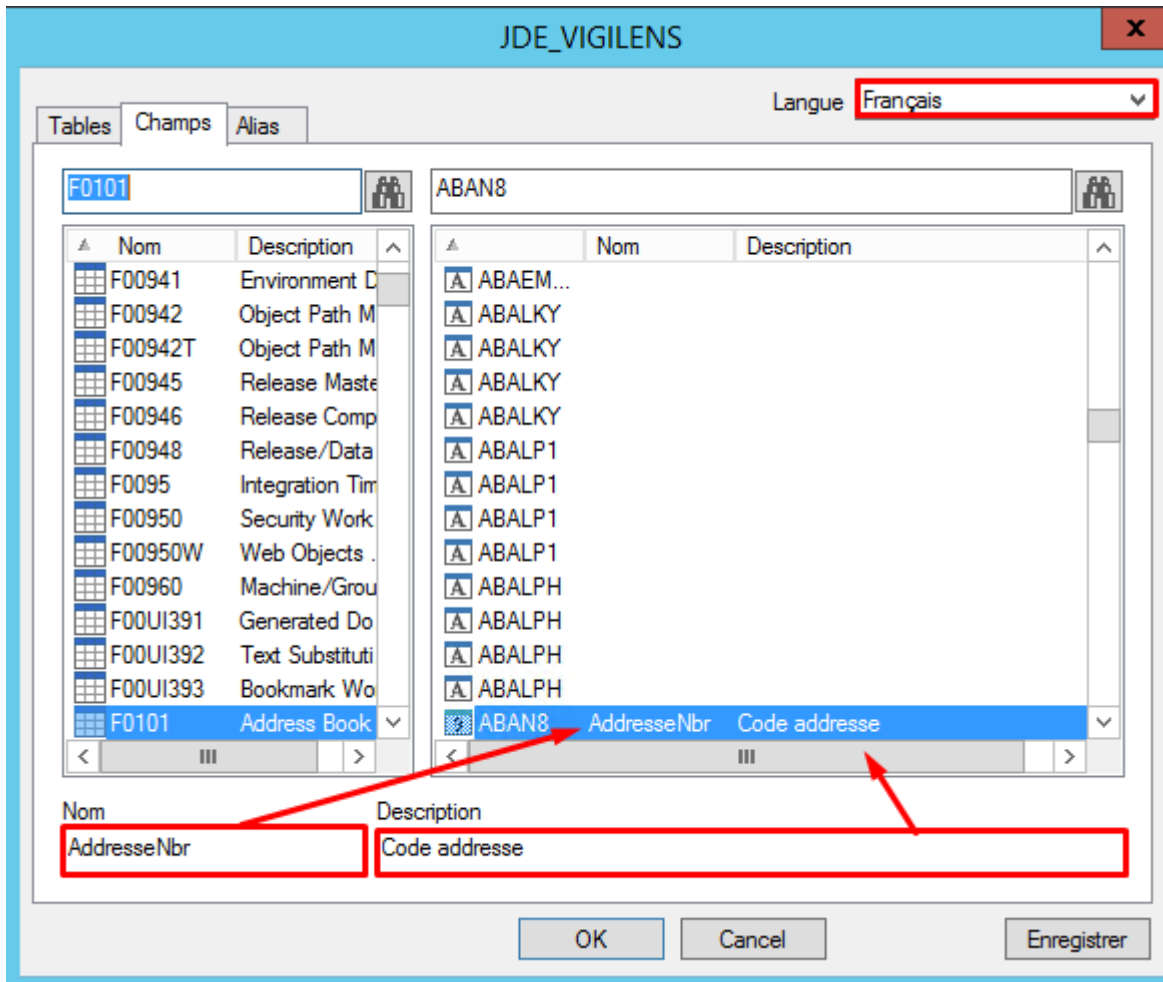 JDE_VIGILENS
x
Langue Français
Tables Champs Alias
F0101 ABAN8
Nom Description Nom Description
F00941 Environment D ABAEM...
F00942 Object Path M ABALKY
F00942T Object Path M ABALKY
F00945 Release Maste ABALKY
F00946 Release Comp ABALKY
F00948 Release/Data ABALP1
F0095 Integration Tim ABALP1
F00950 Security Work ABALP1
F00950W Web Objects . ABALP1
F00960 Machine/Grou ABALPH
F00UI391 Generated Do ABALPH
F00UI392 Text Substituti ABALPH
F00UI393 Bookmark Wo ABALPH
F0101 Address Book ABAN8 AddresseNbr Code addresse
Nom Description
AddresseNbr Code addresse
OK Cancel Enregistrer